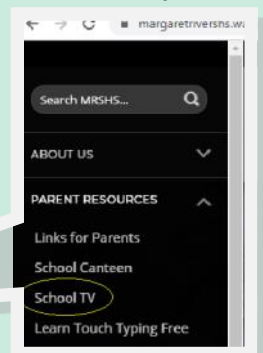 margaretrivershs.wa
Search MRSHS...
ABOUT US
PARENT RESOURCES
Links for Parents
School Canteen
School TV
Learn Touch Typing Free